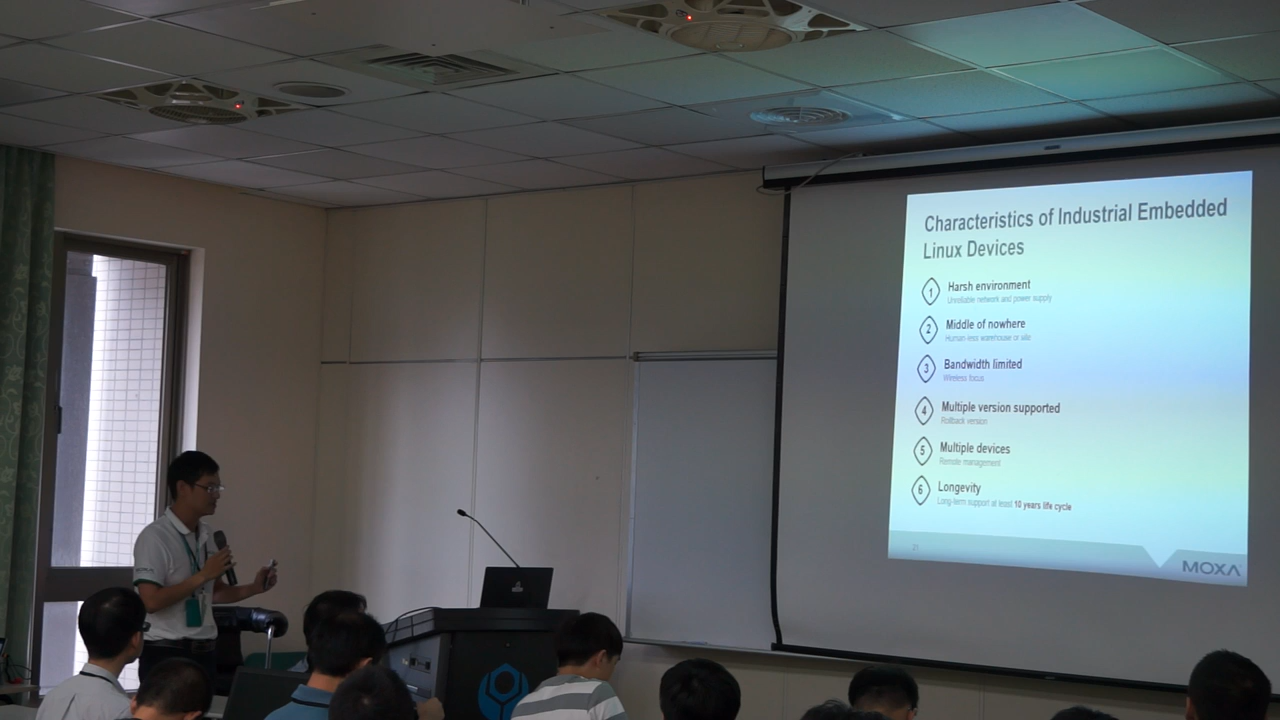 Characteristics of Industrial Embedded
Linux Devices
1 Harsh environment
Unreliable network and power supply
2 Middle of nowhere
Human-less warehouse or site
3 Bandwidth limited
Wireless focus
4 Multiple version supported
Rollback version
5 Multiple devices
Remote management
6 Longevity
Long-term support at least 10 years life cycle
21
MOXA